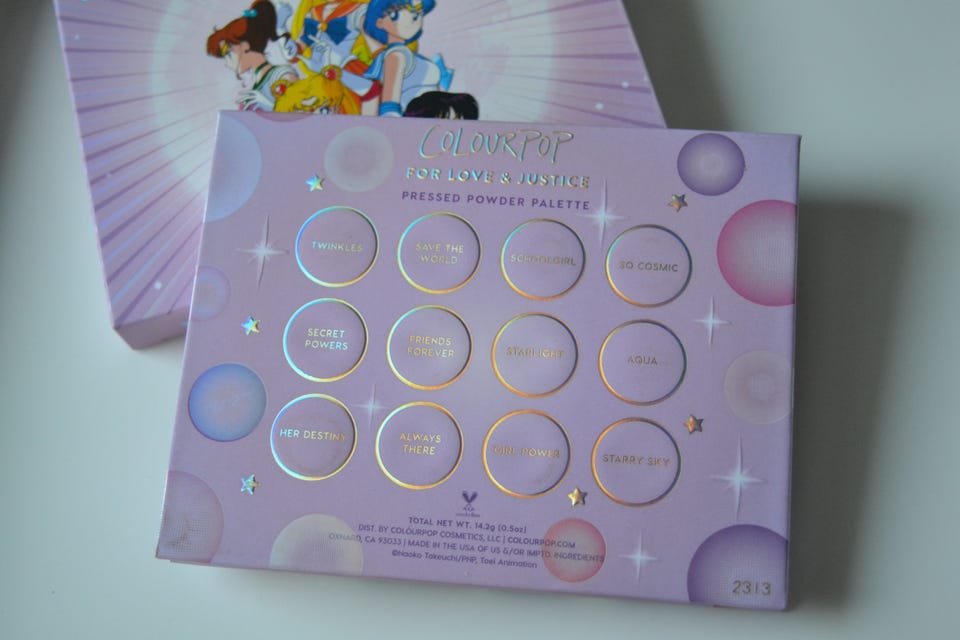 COLOURPOP
FOR LOVE & JUSTICE
PRESSED POWDER PALETTE
TWINKLES
SAVE THE
WORLD
SCHOOLGIRL
SO COSMIC
SECRET
POWERS
FRIENDS
FOREVER
STARLIGHT
AQUA
HER DESTINY
ALWAYS
THERE
GIRL POWER
STARRY SKY
TOTAL NET WT. 14.2g (0.5oz)
DIST. BY COLOURPOP COSMETICS, LLC | COLOURPOP.COM
OXNARD, CA 93033 | MADE IN THE USA OF US &/OR IMPTD. INGREDIENTS
©Naoko Takeuchi/PNP, Toei Animation
2313